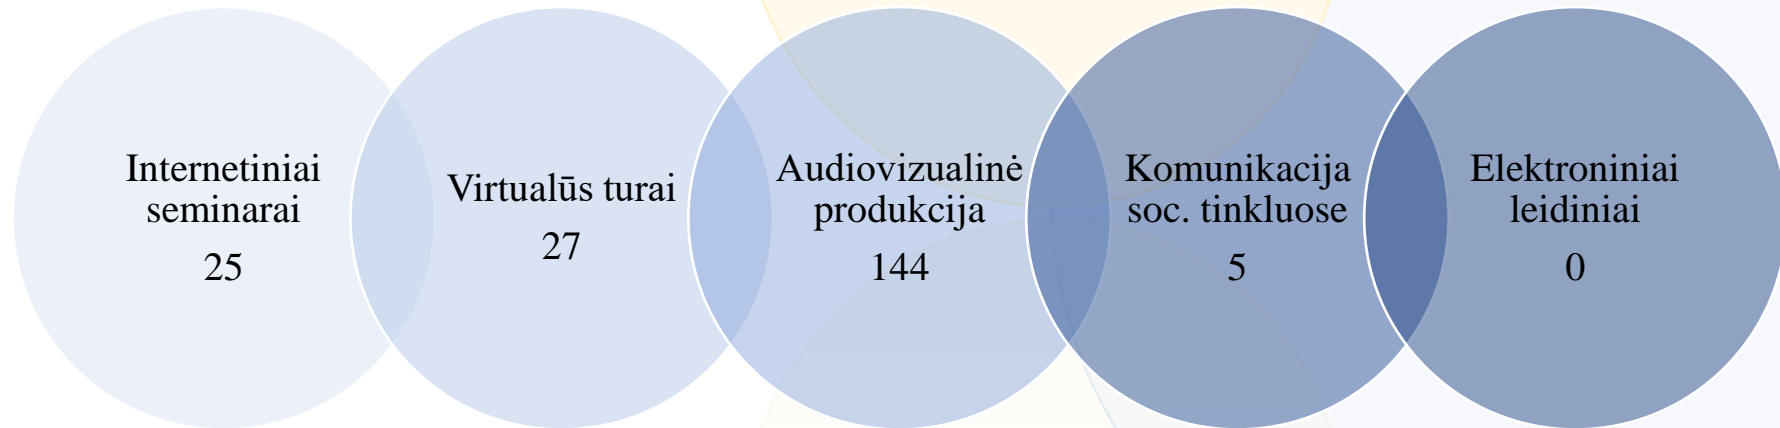 Internetiniai
seminarai
25
Virtualūs turai
27
Audiovizualinė
produkcija
144
Komunikacija
soc. tinkluose
5
Elektroniniai
leidiniai
0